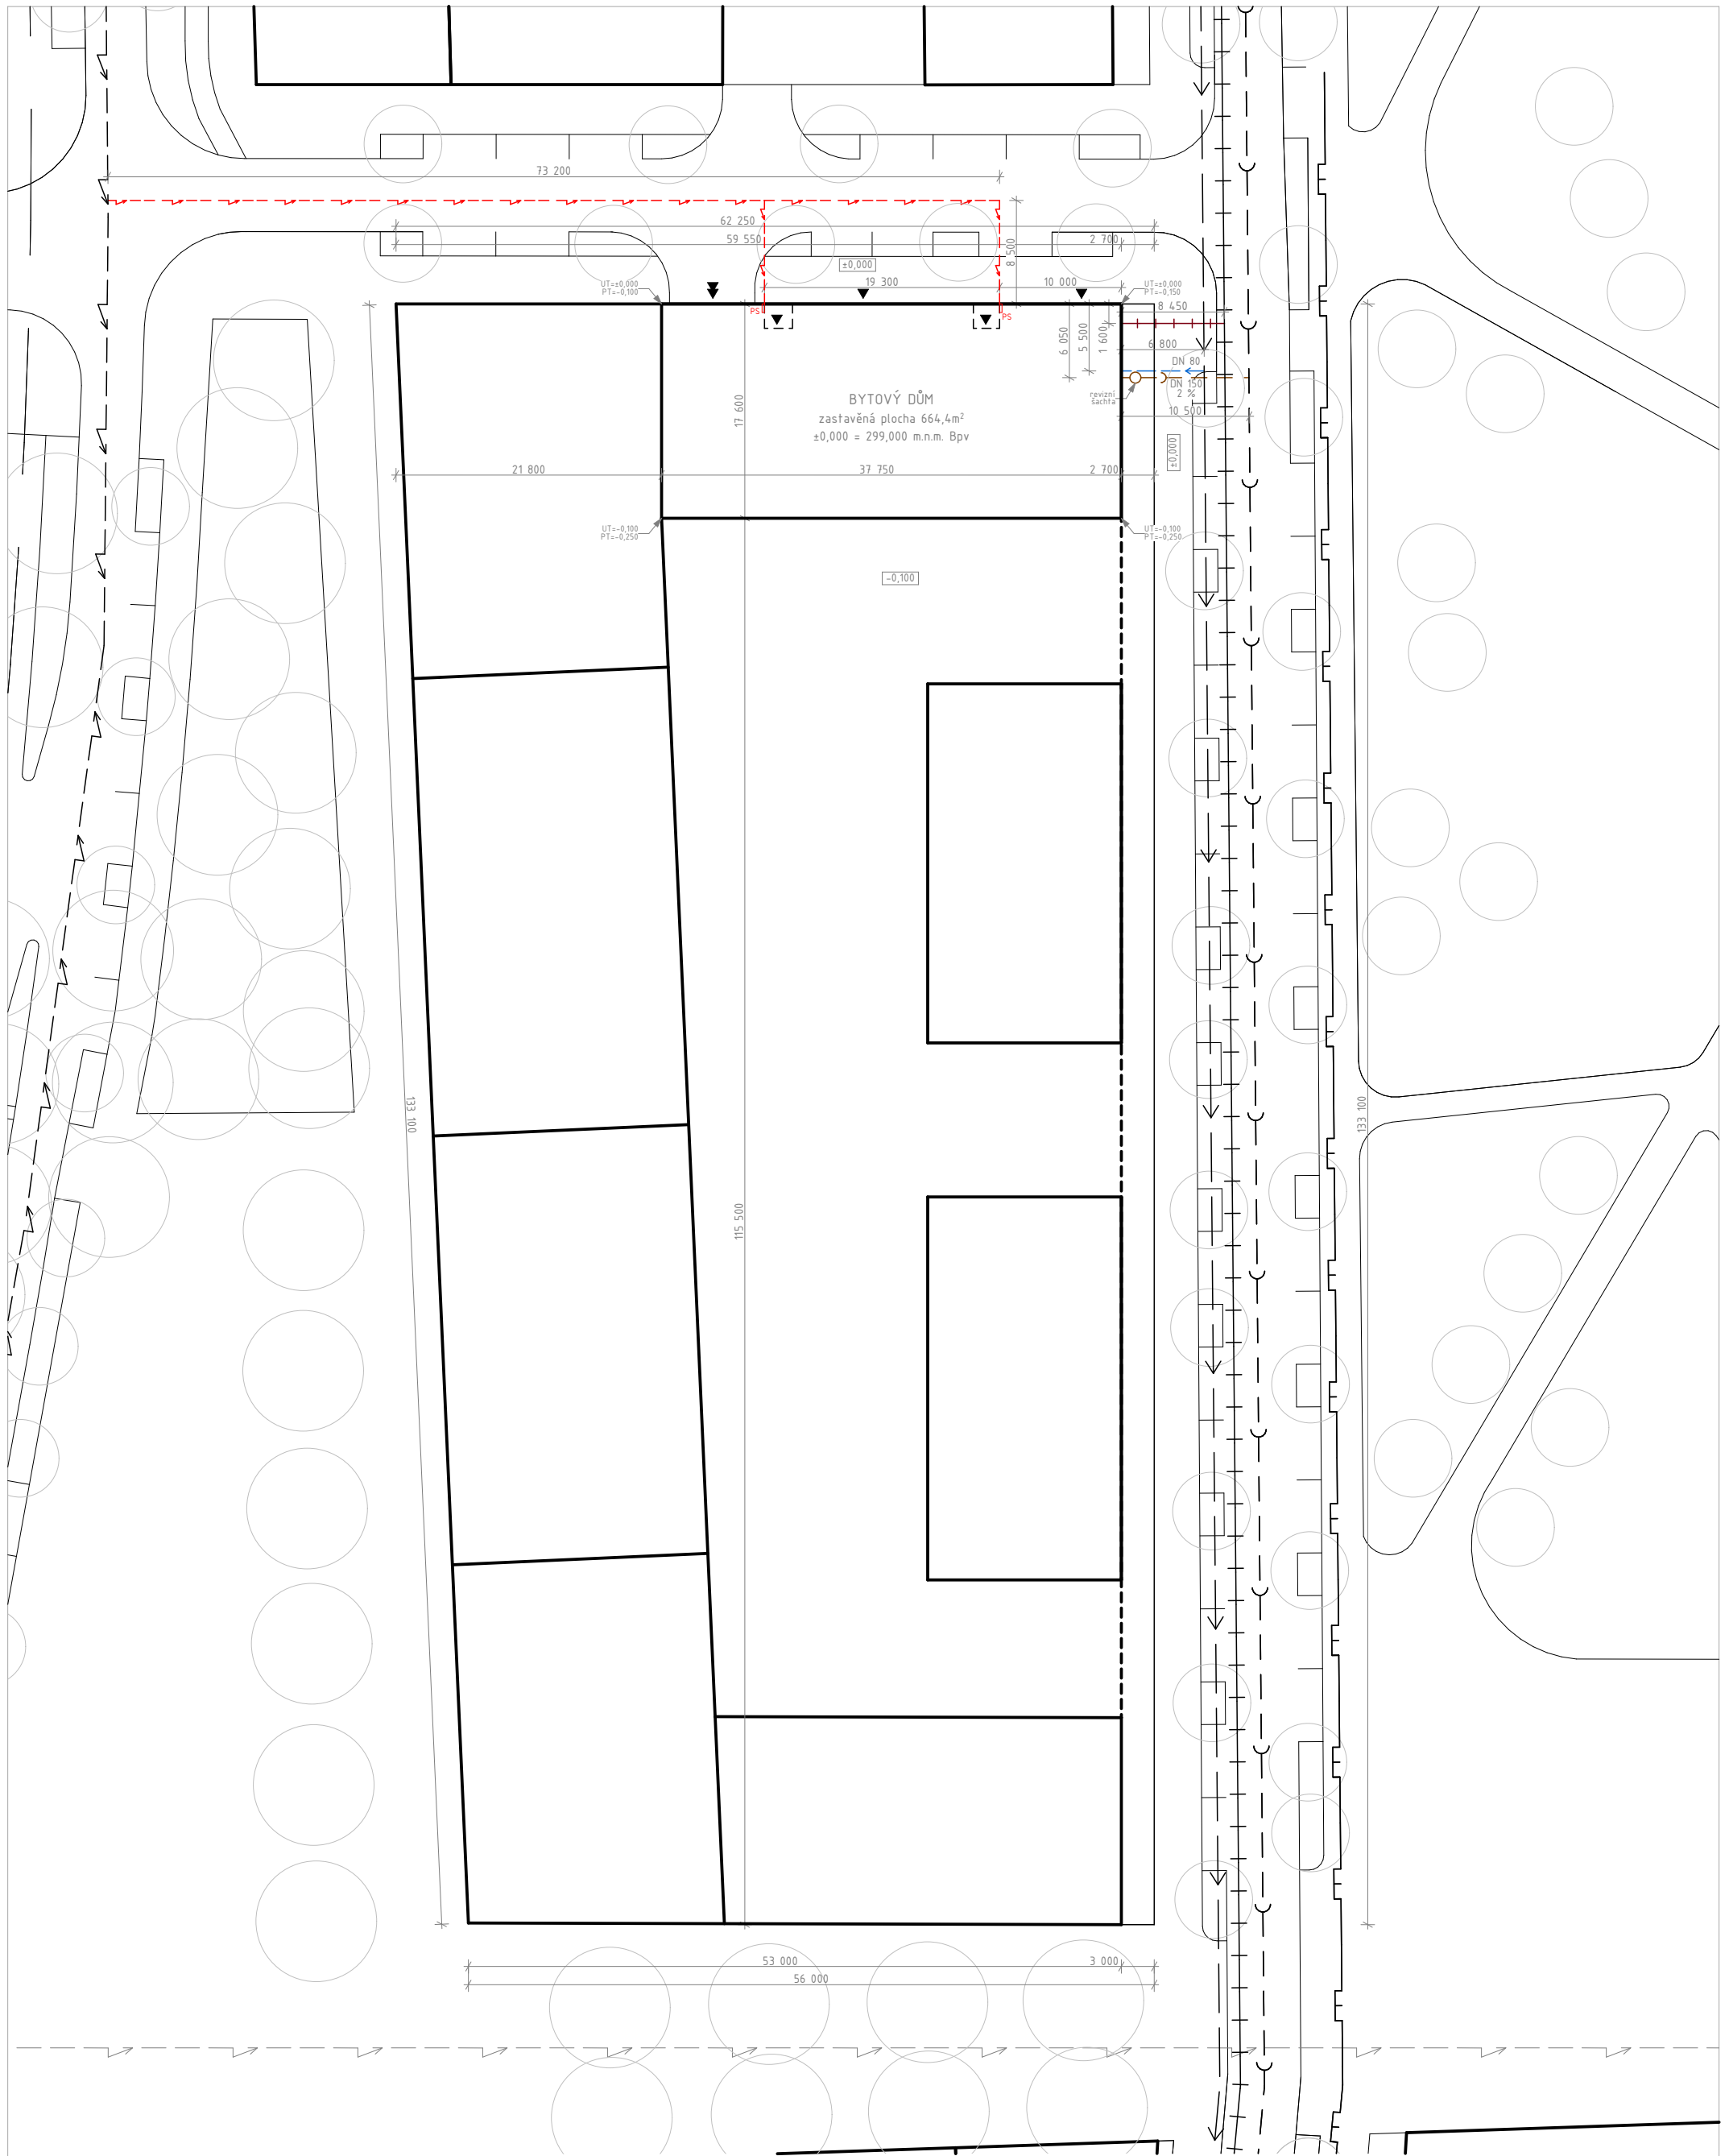 73 200
62 250
59 550
2 700
8 500
±0,000
19 300
10 000
UT=±0,000
PT=-0,100
UT=±0,000
PT=-0,150
PS
PS
8 450
1 600
5 500
6 050
6 800
DN 80
DN 150
2 %
revizní
šachta
10 500
BYTOVÝ DŮM
zastavěná plocha 664,4m²
±0,000 = 299,000 m.n.m. Bpv
17 600
±0,000
21 800
37 750
2 700
UT=-0,100
PT=-0,250
UT=-0,100
PT=-0,250
-0,100
133 100
133 100
115 500
53 000
3 000
56 000